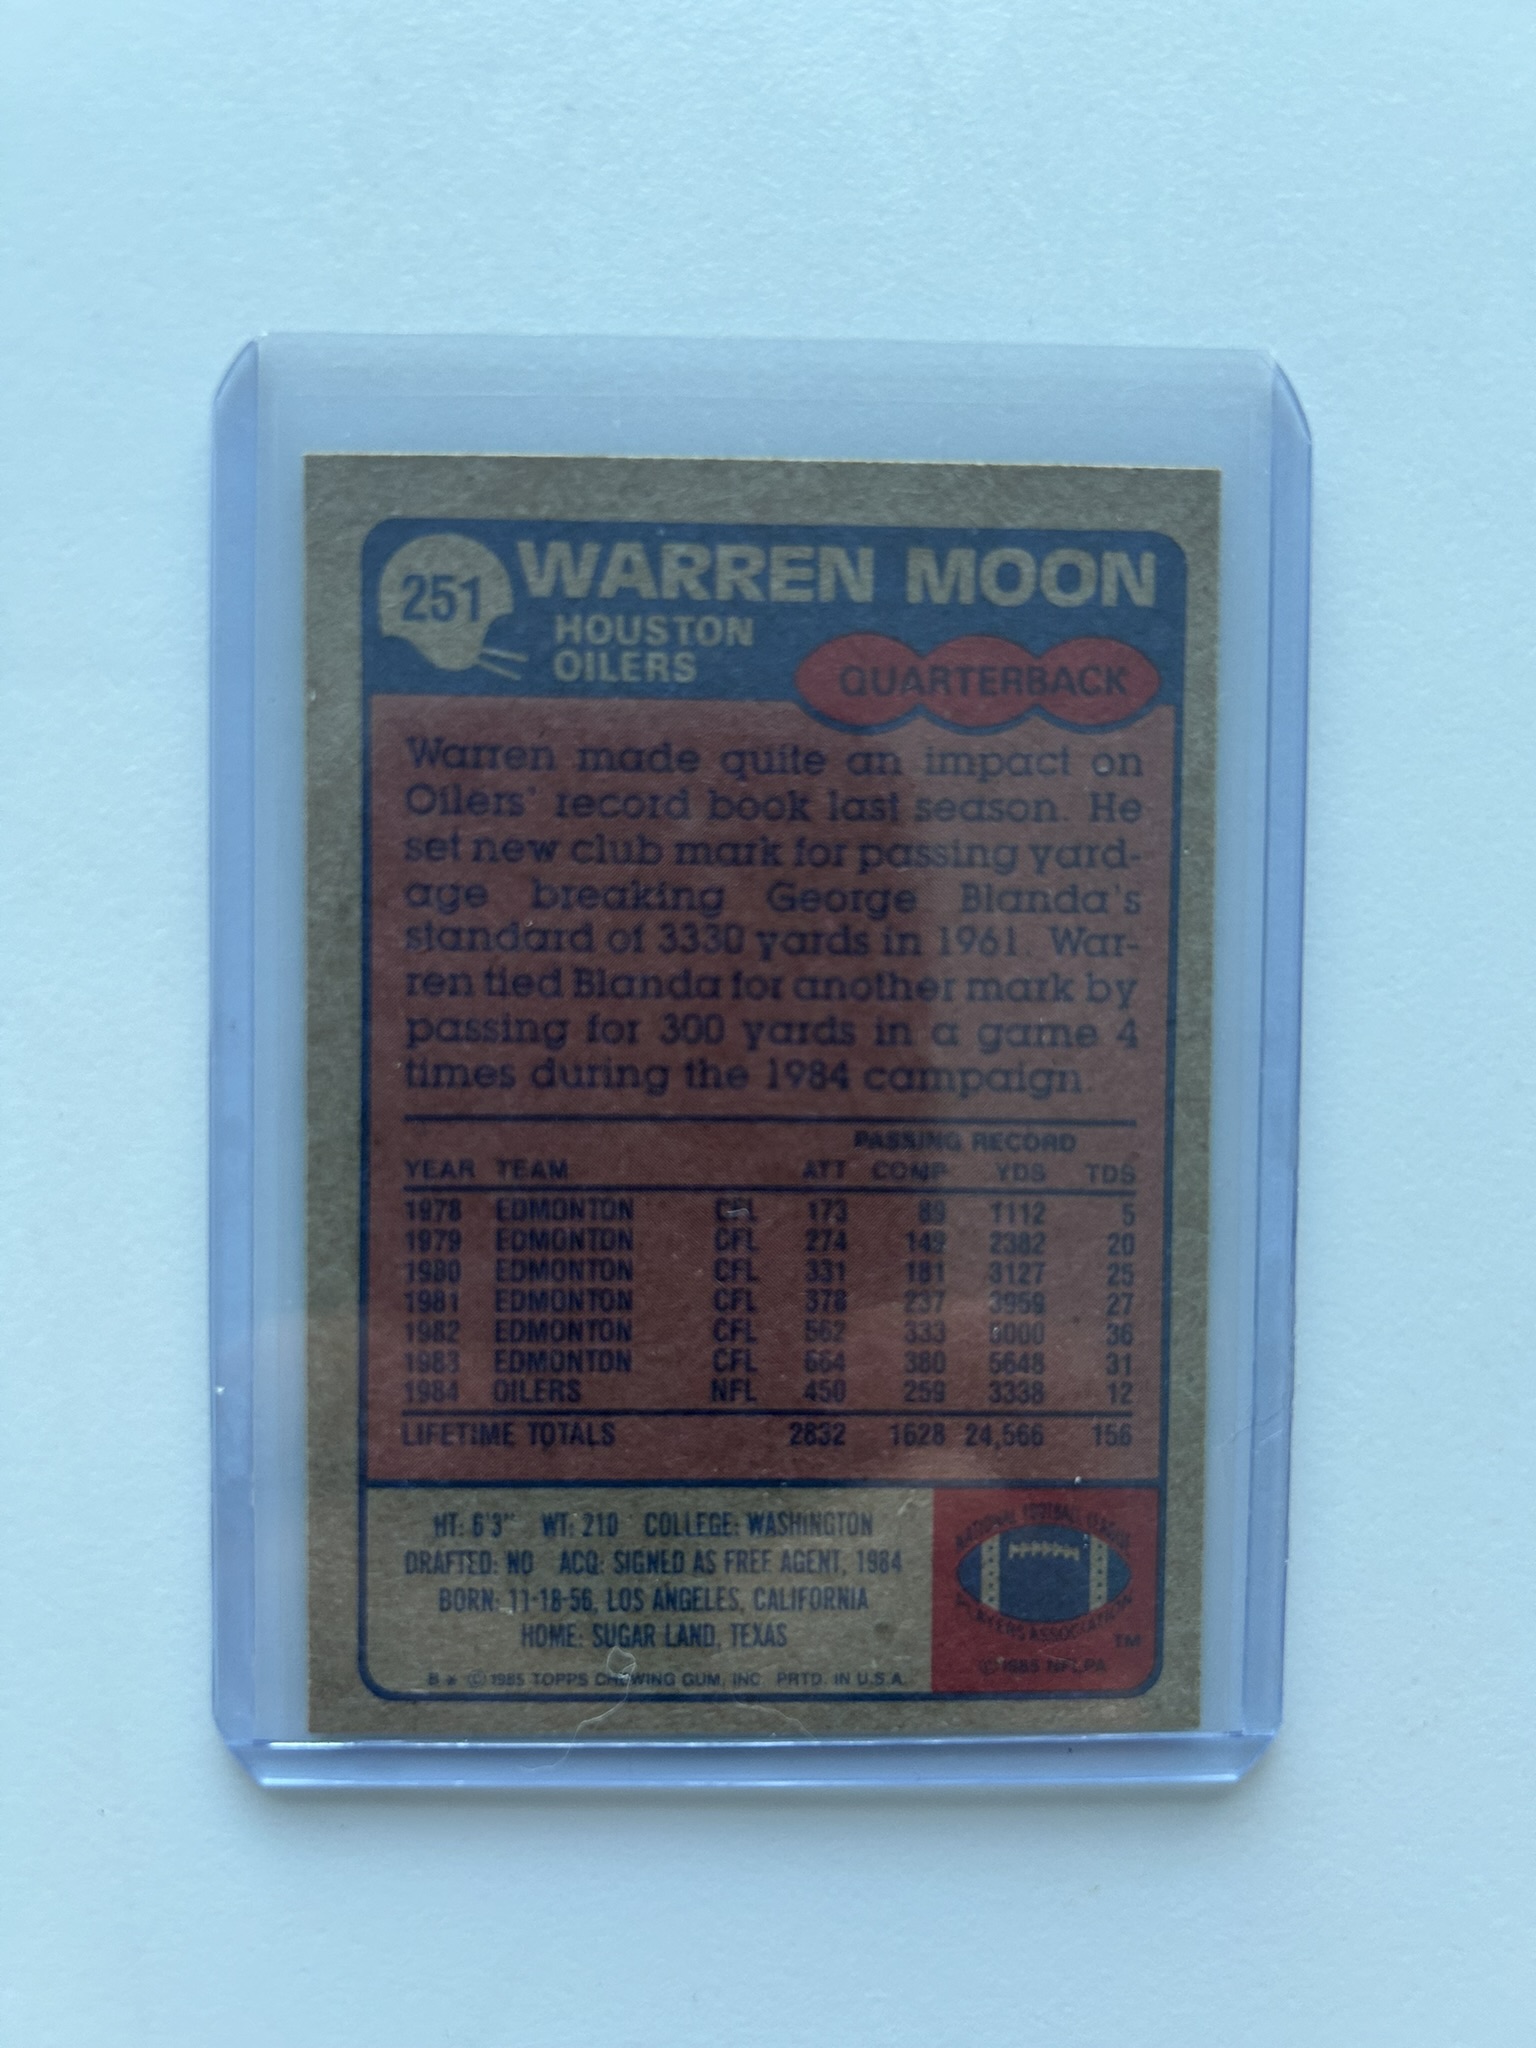 251
WARREN MOON
HOUSTON
OILERS
QUARTERBACK
Warren made quite an impact on
Oilers' record book last season. He
set new club mark for passing yard-
age breaking George Blanda's
standard of 3330 yards in 1961. War-
ren tied Blanda for another mark by
passing for 300 yards in a game 4
times during the 1984 campaign.
PASSING RECORD
YEAR TEAM ATT COMP YDS TDS
1978 EDMONTON CFL 173 89 1112 5
1979 EDMONTON CFL 274 149 2382 20
1980 EDMONTON CFL 331 181 3127 25
1981 EDMONTON CFL 378 237 3959 27
1982 EDMONTON CFL 562 333 5000 36
1983 EDMONTON CFL 664 380 5648 31
1984 OILERS NFL 450 259 3338 12
LIFETIME TOTALS 2832 1628 24,566 156
HT: 6'3" WT: 210 COLLEGE: WASHINGTON
DRAFTED: NO ACQ: SIGNED AS FREE AGENT, 1984
BORN: 11-18-56, LOS ANGELES, CALIFORNIA
HOME: SUGAR LAND, TEXAS
B * © 1985 TOPPS CHEWING GUM, INC. PRTD. IN U.S.A.
NATIONAL FOOTBALL LEAGUE
PLAYERS ASSOCIATION
TM
© 1985 NFLPA